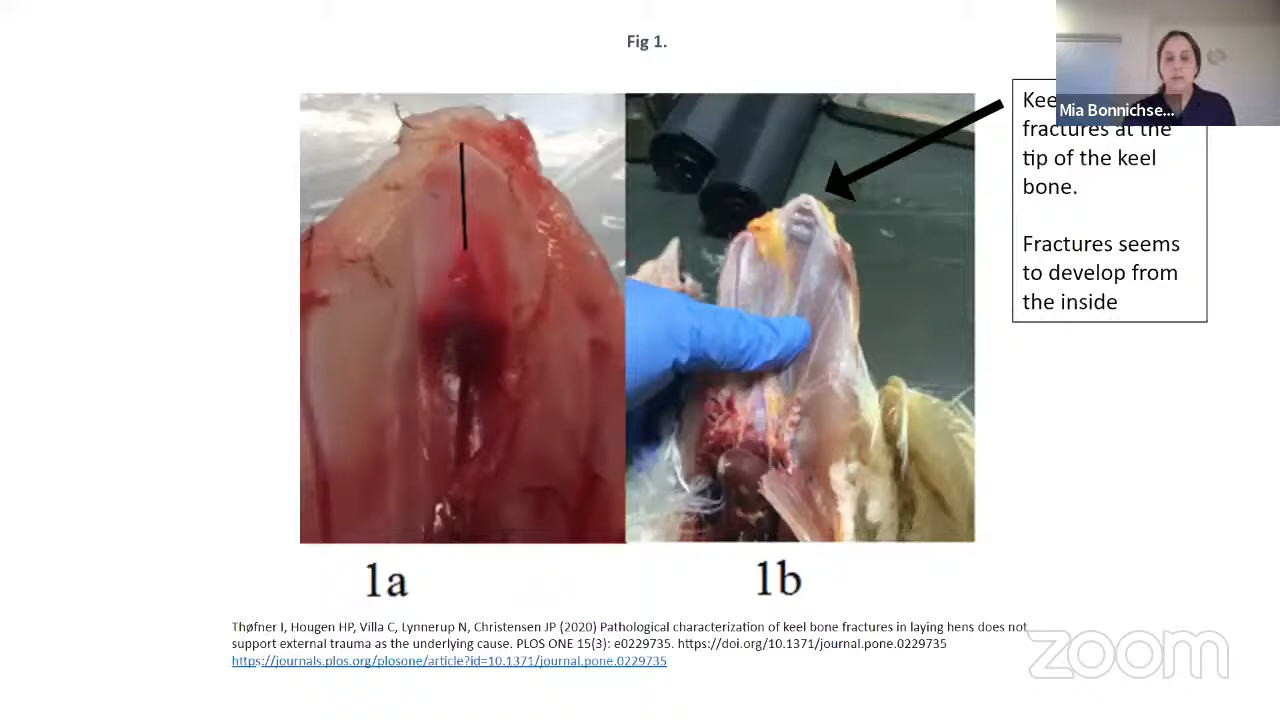 Fig 1.
Mia Bonnichse...
fractures at the
tip of the keel
bone.
Fractures seems
to develop from
the inside
1a
1b
Thøfner I, Hougen HP, Villa C, Lynnerup N, Christensen JP (2020) Pathological characterization of keel bone fractures in laying hens does not
support external trauma as the underlying cause. PLOS ONE 15(3): e0229735. https://doi.org/10.1371/journal.pone.0229735
https://journals.plos.org/plosone/article?id=10.1371/journal.pone.0229735
zoom